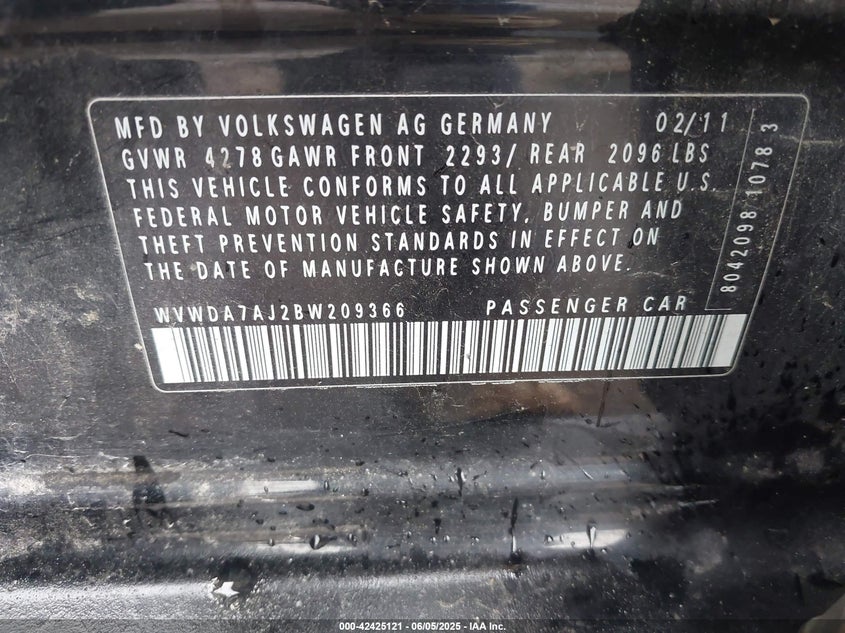 MFD BY VOLKSWAGEN AG GERMANY 02/11
GVWR 4278 GAWR FRONT 2293/ REAR 2096 LBS
THIS VEHICLE CONFORMS TO ALL APPLICABLE U.S.
FEDERAL MOTOR VEHICLE SAFETY, BUMPER AND
THEFT PREVENTION STANDARDS IN EFFECT ON
THE DATE OF MANUFACTURE SHOWN ABOVE.
WVWDA7AJ2BW209366 PASSENGER CAR
8042098 1078 3
000-42425121 - 06/05/2025 - IAA Inc.